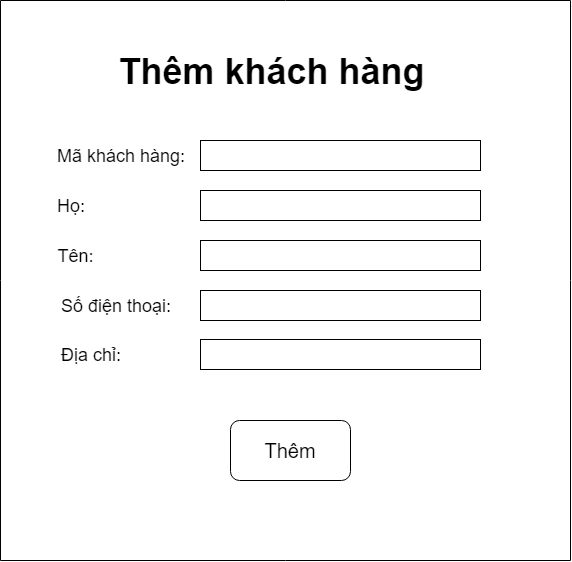 Thêm khách hàng
Mã khách hàng:
Họ:
Tên:
Số điện thoại:
Địa chỉ:
Thêm